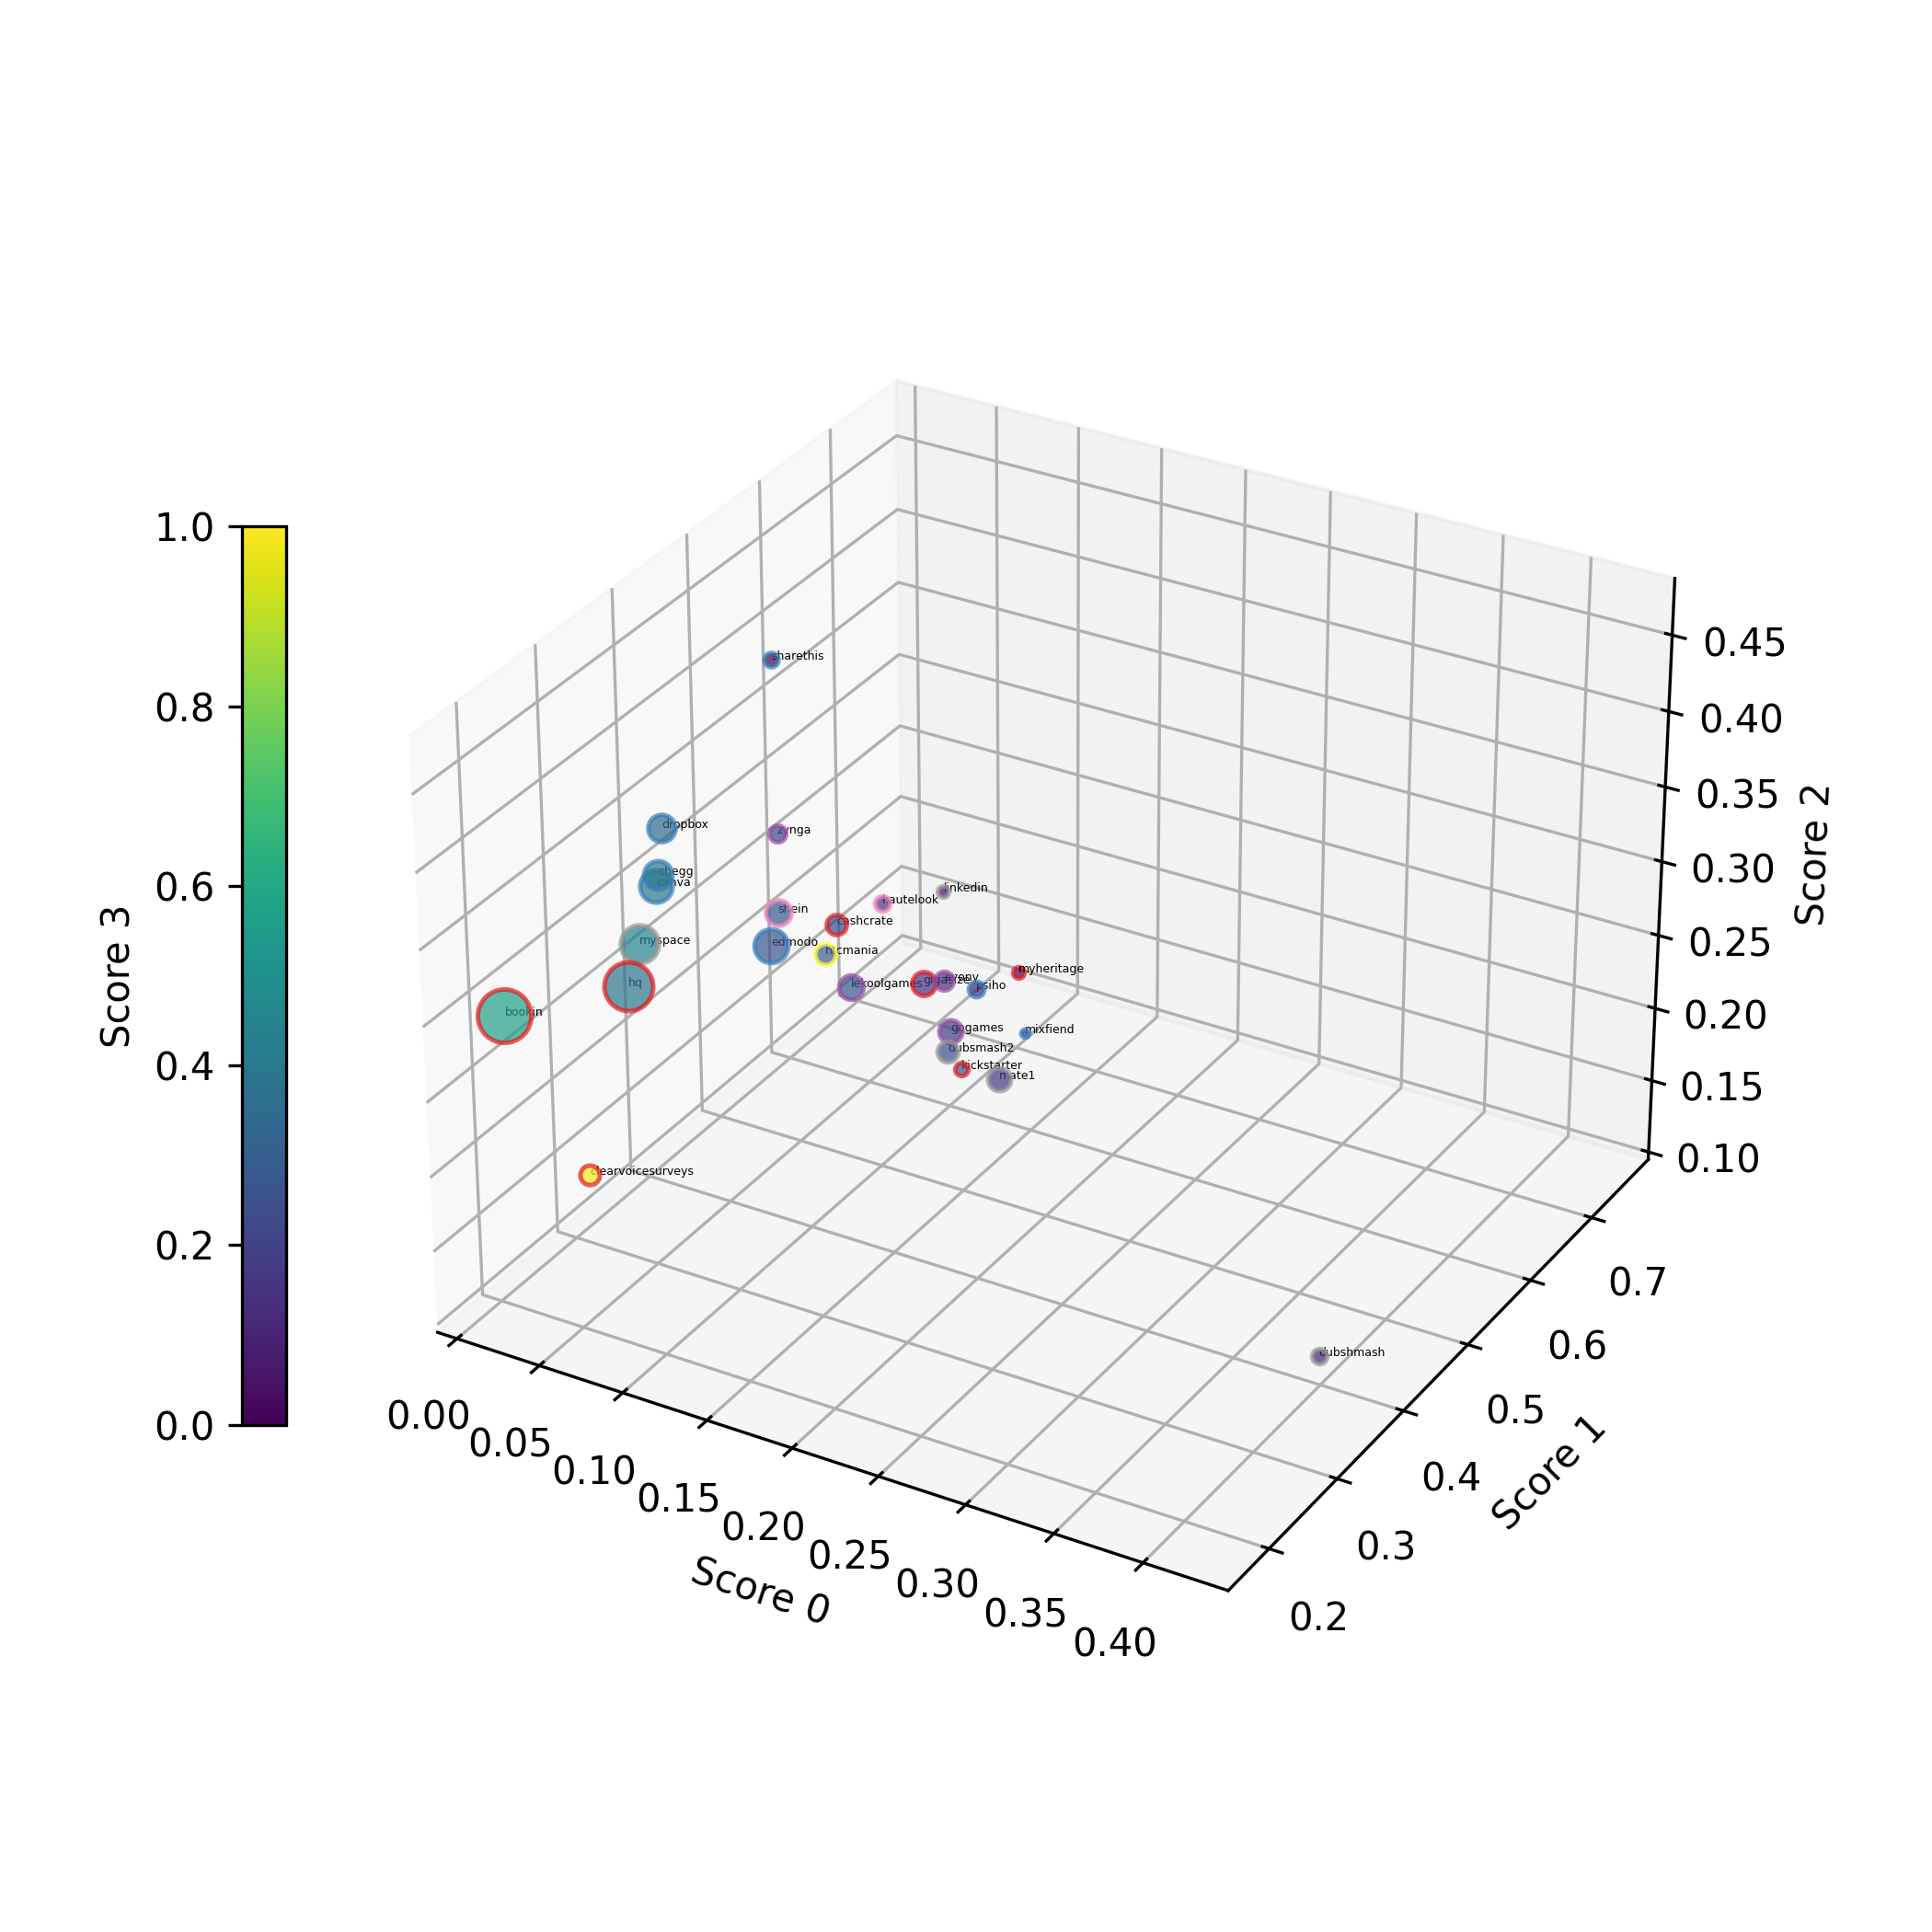 1.0
0.8
0.6
0.4
0.2
0.0
Score 3
sharethis
dropbox
zynga
chegg
canva
linkedin
hautelook
shein
cashcrate
myspace
edmodo
myheritage
lekoolgames
hq
psiho
bookin
gogames
mixfiend
dubsmash2
kickstarter
mate1
clearvoicesurveys
dubshmash
0.45
0.40
0.35
0.30
0.25
0.20
0.15
0.10
Score 2
0.7
0.6
0.5
0.4
0.3
0.2
Score 1
0.00
0.05
0.10
0.15
0.20
0.25
0.30
0.35
0.40
Score 0